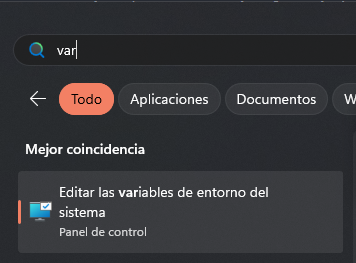 var
Todo Aplicaciones Documentos W
Mejor coincidencia
Editar las variables de entorno del
sistema
Panel de control